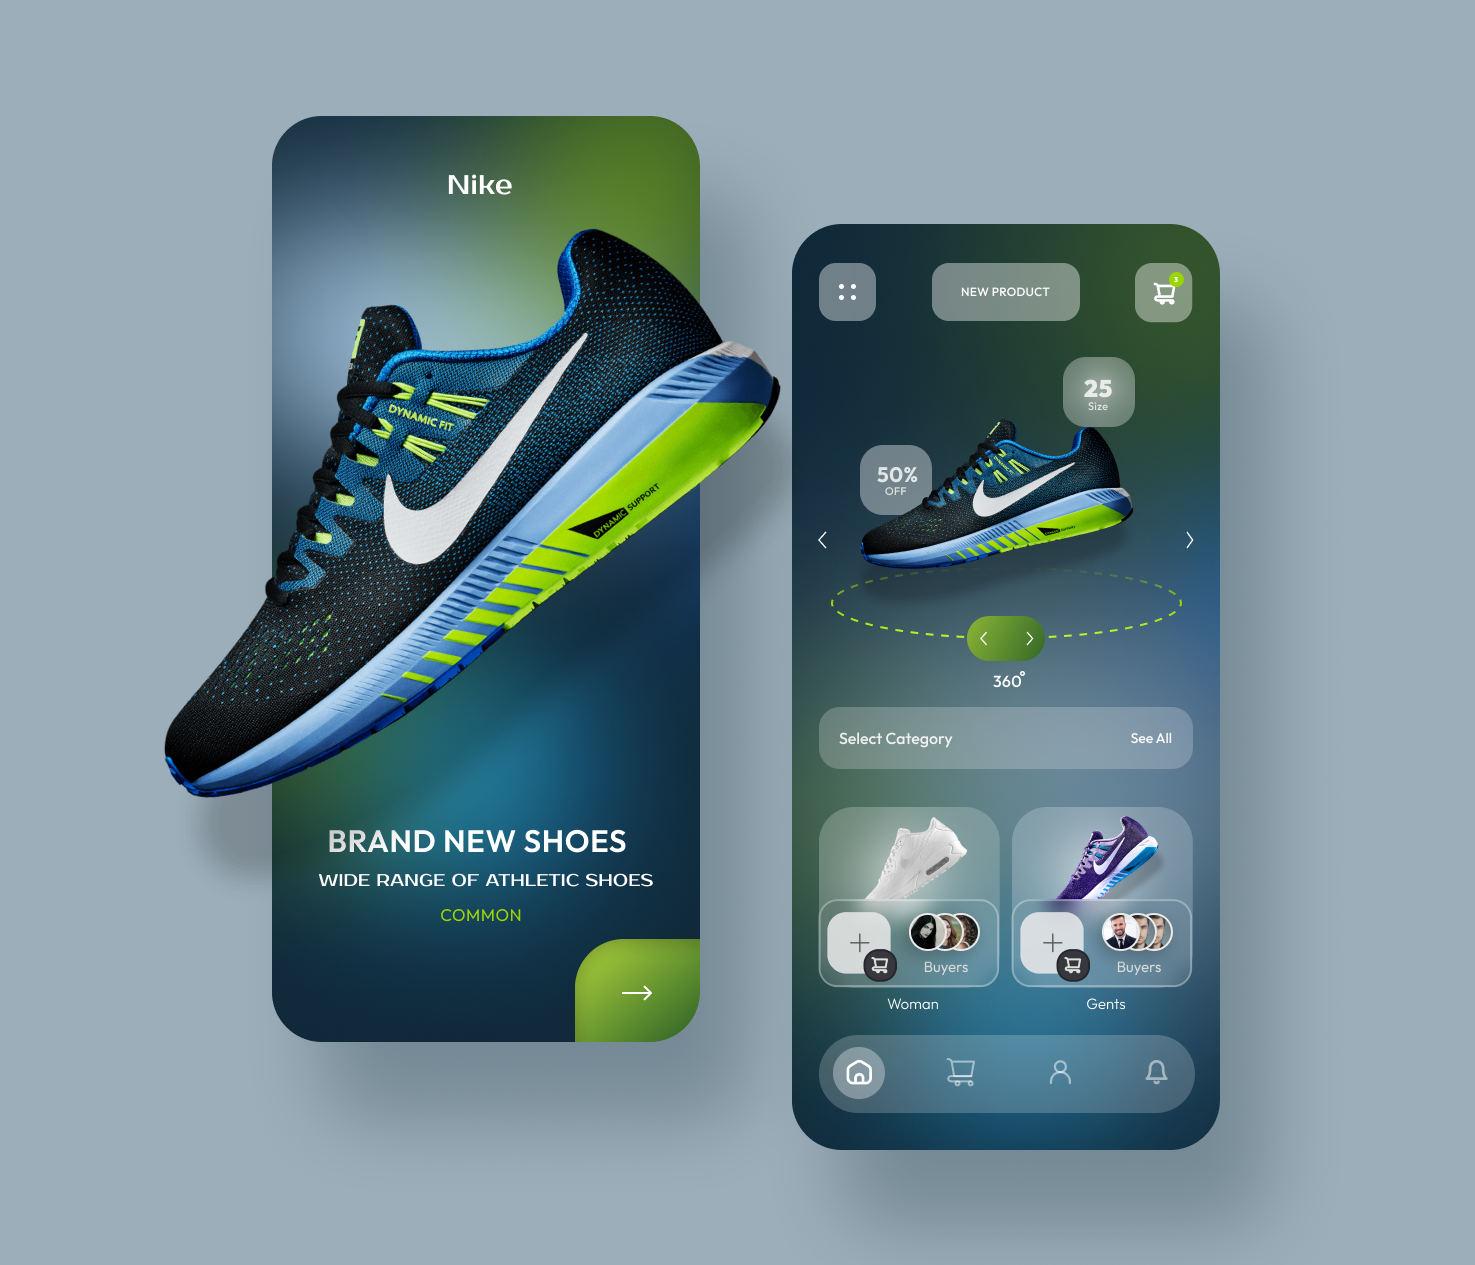 Nike
DYNAMIC FIT
DYNAMIC SUPPORT
BRAND NEW SHOES
WIDE RANGE OF ATHLETIC SHOES
COMMON
NEW PRODUCT
3
25
Size
50%
OFF
360°
Select Category
See All
Buyers
Buyers
Woman
Gents